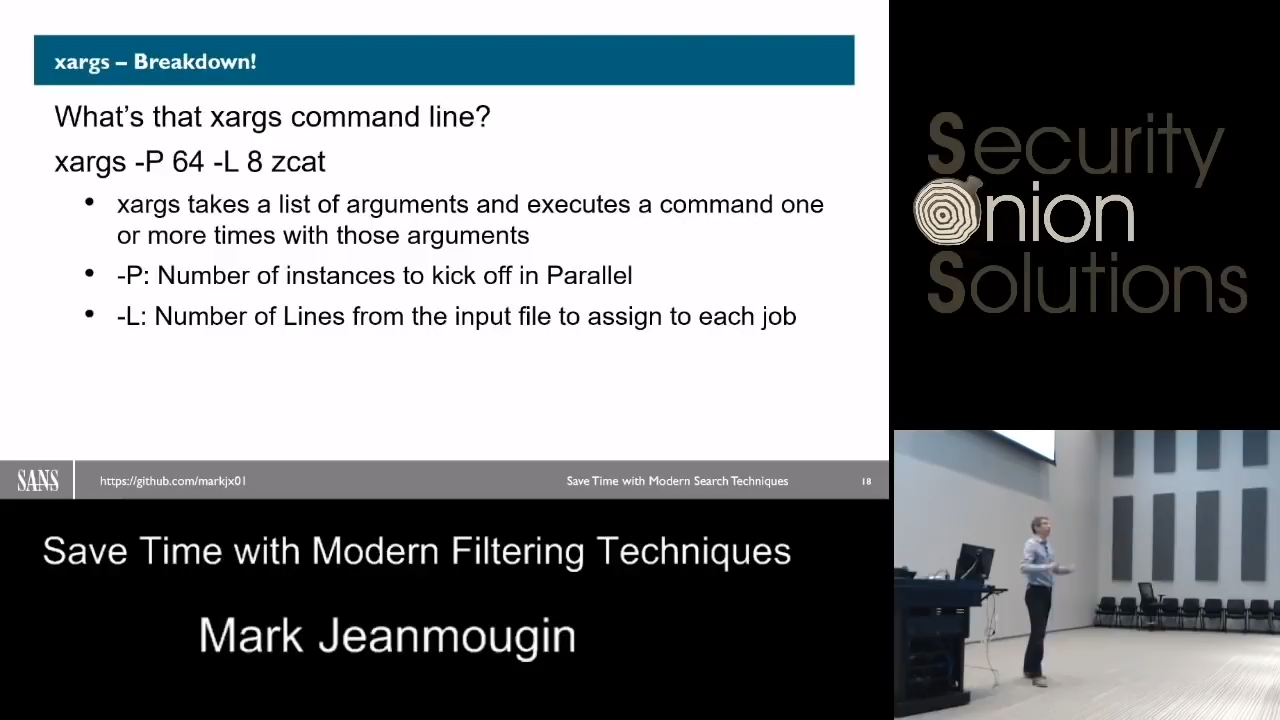 xargs – Breakdown!
What's that xargs command line?
xargs -P 64 -L 8 zcat
• xargs takes a list of arguments and executes a command one
or more times with those arguments
• -P: Number of instances to kick off in Parallel
• -L: Number of Lines from the input file to assign to each job
SANS
https://github.com/markjx01
Save Time with Modern Search Techniques
18
Save Time with Modern Filtering Techniques
Mark Jeanmougin
Security
Onion
Solutions